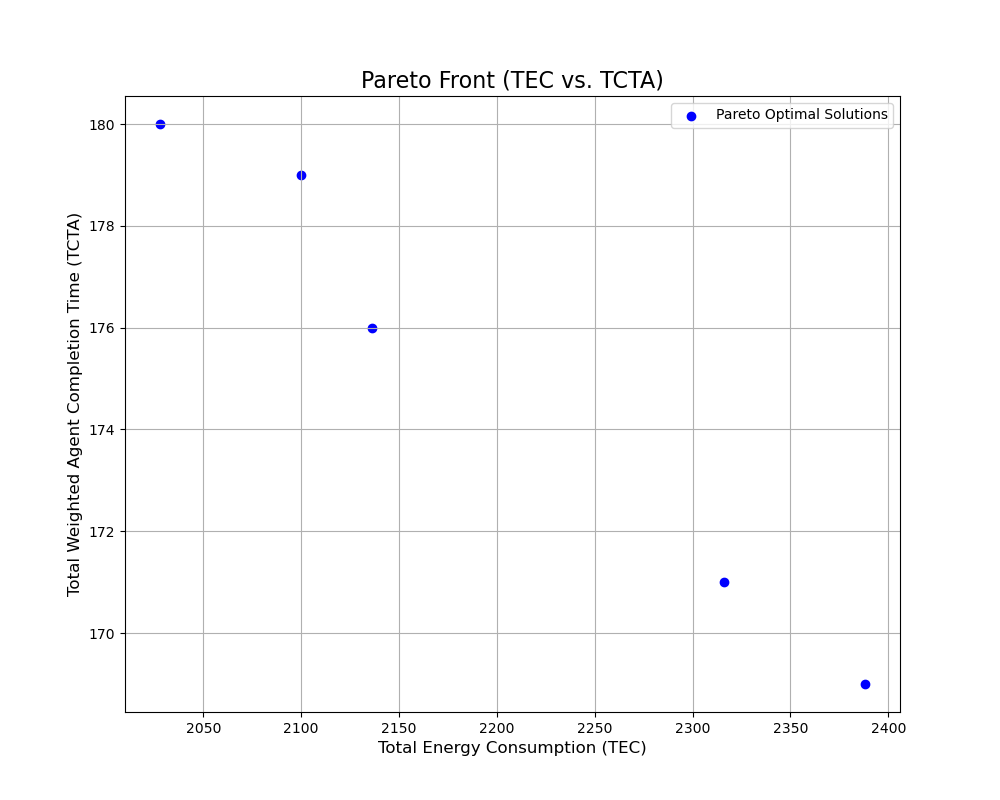 Pareto Front (TEC vs. TCTA)
Pareto Optimal Solutions
Total Weighted Agent Completion Time (TCTA)
180
178
176
174
172
170
2050 2100 2150 2200 2250 2300 2350 2400
Total Energy Consumption (TEC)